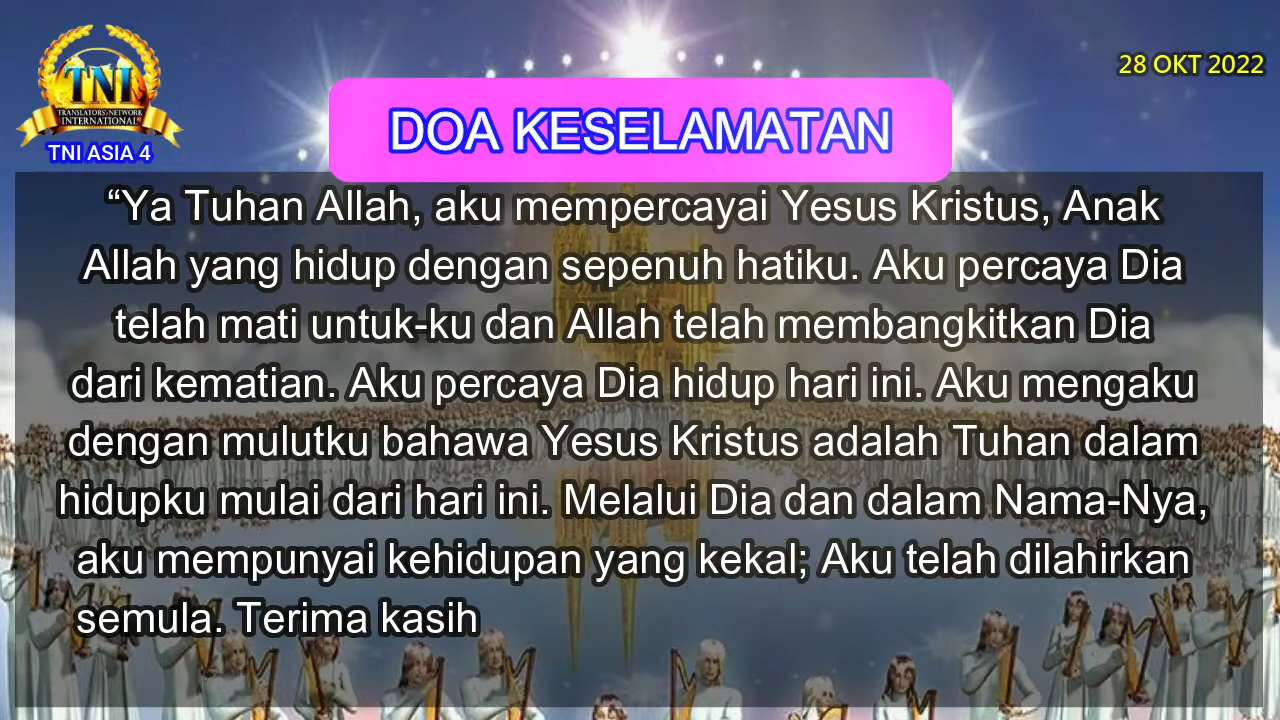 TNI
TRANSLATORS' NETWORK
INTERNATIONAL
TNI ASIA 4
28 OKT 2022
DOA KESELAMATAN
“Ya Tuhan Allah, aku mempercayai Yesus Kristus, Anak
Allah yang hidup dengan sepenuh hatiku. Aku percaya Dia
telah mati untuk-ku dan Allah telah membangkitkan Dia
dari kematian. Aku percaya Dia hidup hari ini. Aku mengaku
dengan mulutku bahawa Yesus Kristus adalah Tuhan dalam
hidupku mulai dari hari ini. Melalui Dia dan dalam Nama-Nya,
aku mempunyai kehidupan yang kekal; Aku telah dilahirkan
semula. Terima kasih